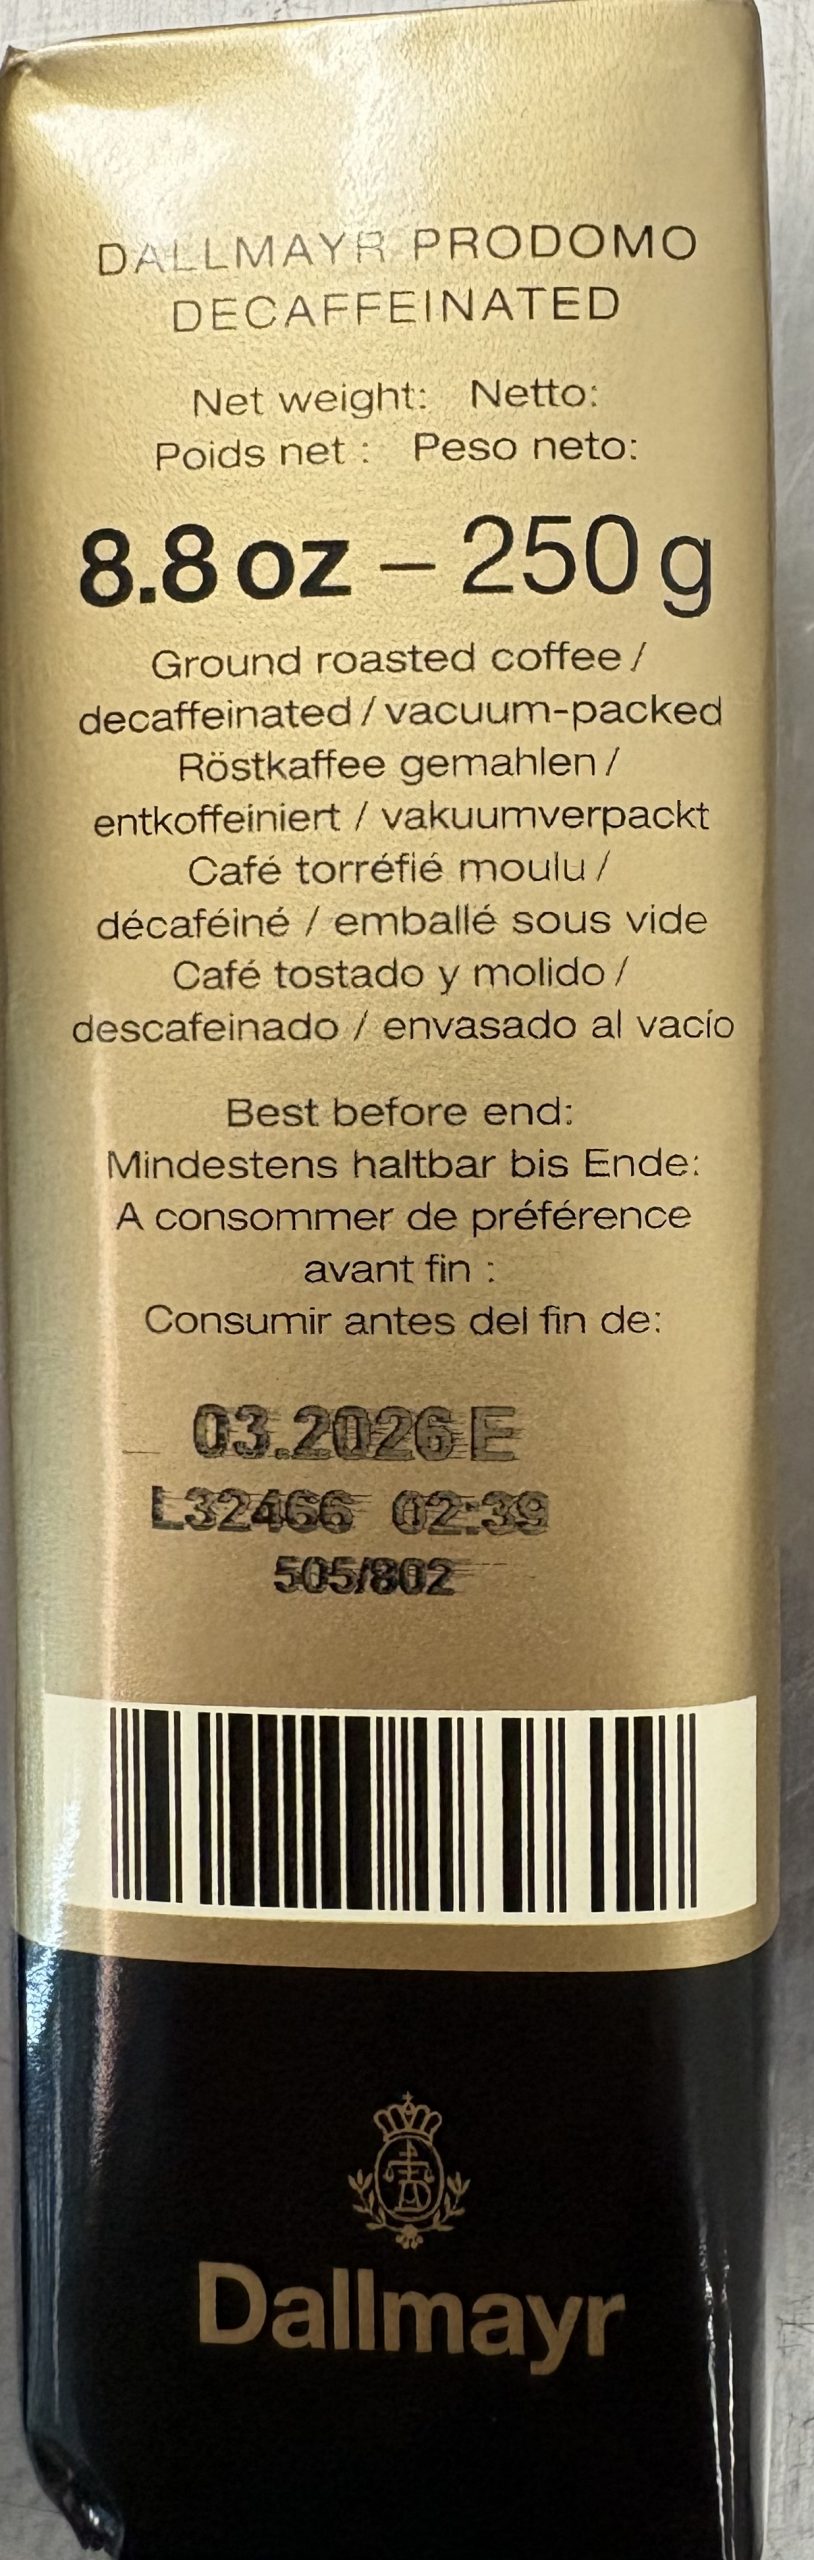 DALLMAYR PRODOMO
DECAFFEINATED
Net weight: Netto:
Poids net : Peso neto:
8.8 oz – 250 g
Ground roasted coffee /
decaffeinated / vacuum-packed
Röstkaffee gemahlen /
entkoffeiniert / vakuumverpackt
Café torréfié moulu /
décaféiné / emballé sous vide
Café tostado y molido /
descafeinado / envasado al vacío
Best before end:
Mindestens haltbar bis Ende:
A consommer de préférence
avant fin :
Consumir antes del fin de:
03.2026 E
L32466 02:39
505/802
Dallmayr